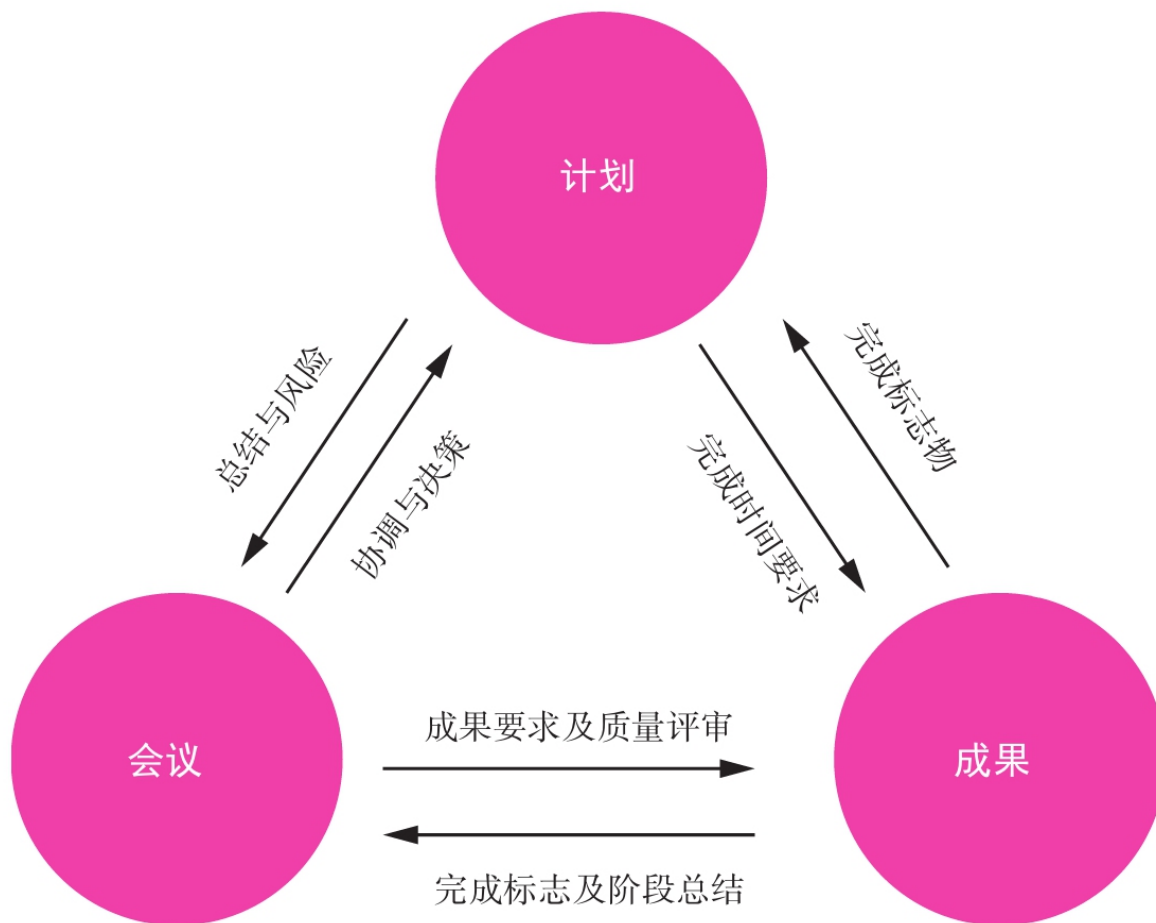 计划
总结与风险
协调与决策
完成时间要求
完成标志物
会议
成果要求及质量评审
完成标志及阶段总结
成果